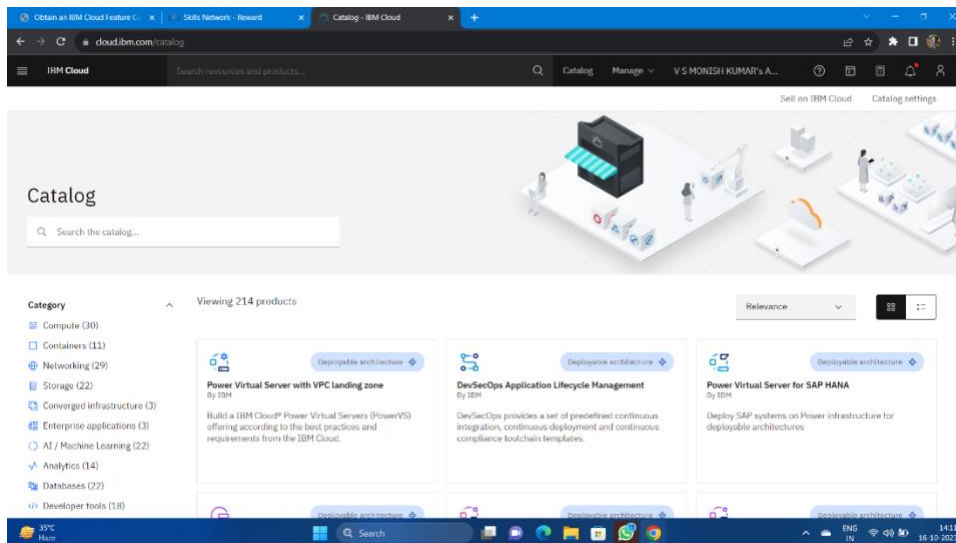 Obtain an IBM Cloud Feature C
Skills Network - Reward
Catalog - IBM Cloud
cloud.ibm.com/catalog
IBM Cloud
Search resources and products...
Catalog
Manage
V S MONISH KUMAR's A...
Sell on IBM Cloud
Catalog settings
Catalog
Search the catalog...
Category
Compute (30)
Containers (11)
Networking (29)
Storage (22)
Converged infrastructure (3)
Enterprise applications (3)
AI / Machine Learning (22)
Analytics (14)
Databases (22)
Developer tools (18)
Viewing 214 products
Relevance
Deployable architecture
Power Virtual Server with VPC landing zone
By IBM
Build a IBM Cloud® Power Virtual Servers (PowerVS)
offering according to the best practices and
requirements from the IBM Cloud.
Deployable architecture
DevSecOps Application Lifecycle Management
By IBM
DevSecOps provides a set of predefined continuous
integration, continuous deployment and continuous
compliance toolchain templates.
Deployable architecture
Power Virtual Server for SAP HANA
By IBM
Deploy SAP systems on Power infrastructure for
deployable architectures
Deployable architecture
Deployable architecture
Deployable architecture
35°C
Haze
Search
ENG
IN
14:11
16-10-2023